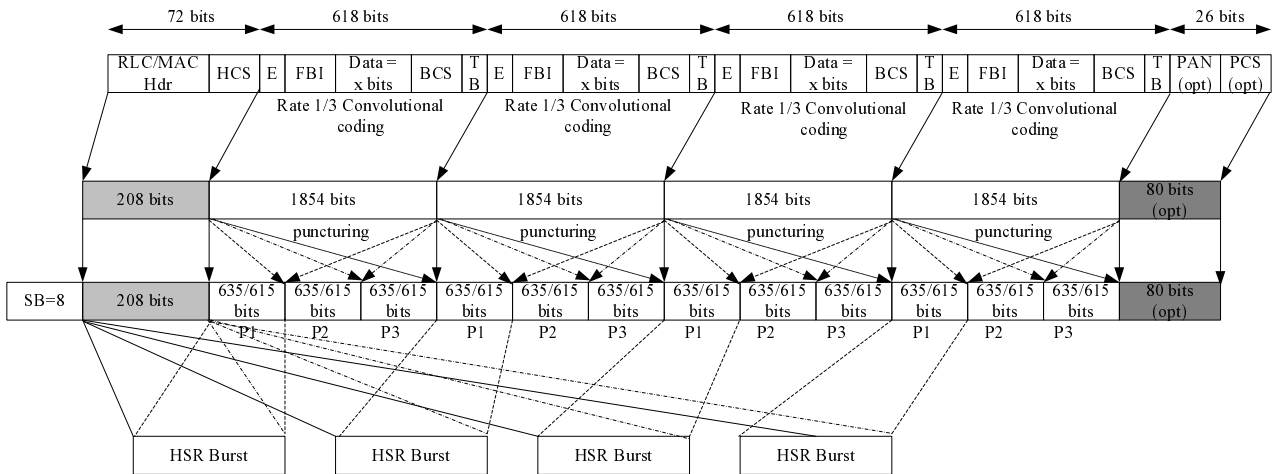 72 bits 618 bits 618 bits 618 bits 618 bits 26 bits
RLC/MAC Hdr HCS E FBI Data = x bits BCS T B E FBI Data = x bits BCS T B E FBI Data = x bits BCS T B E FBI Data = x bits BCS T B PAN (opt) PCS (opt)
Rate 1/3 Convolutional coding Rate 1/3 Convolutional coding Rate 1/3 Convolutional coding Rate 1/3 Convolutional coding
208 bits 1854 bits 1854 bits 1854 bits 1854 bits 80 bits (opt)
puncturing puncturing puncturing puncturing
SB=8 208 bits 635/615 bits 635/615 bits 635/615 bits 635/615 bits 635/615 bits 635/615 bits 635/615 bits 635/615 bits 635/615 bits 635/615 bits 635/615 bits 635/615 bits 80 bits (opt)
P1 P2 P3 P1 P2 P3 P1 P2 P3 P1 P2 P3
HSR Burst HSR Burst HSR Burst HSR Burst